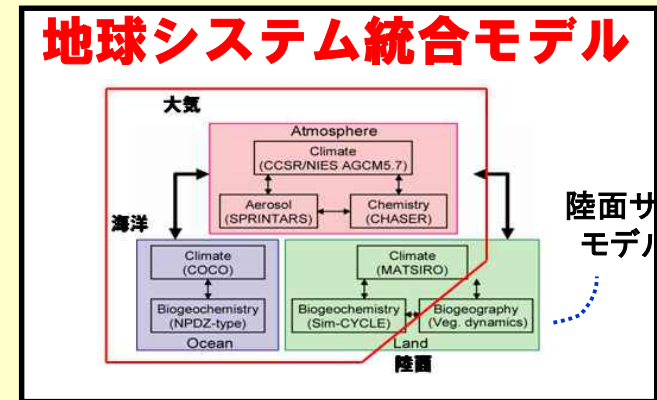 地球システム統合モデル
大気
Atmosphere
Climate
(CCSR/NIES AGCM5.7)
Aerosol
(SPRINTARS)
Chemistry
(CHASER)
海洋
Climate
(COCO)
Biogeochemistry
(NPDZ-type)
Ocean
Climate
(MATSIRO)
Biogeochemistry
(Sim-CYCLE)
Biogeography
(Veg. dynamics)
Land
陸面
陸面サ
モデル